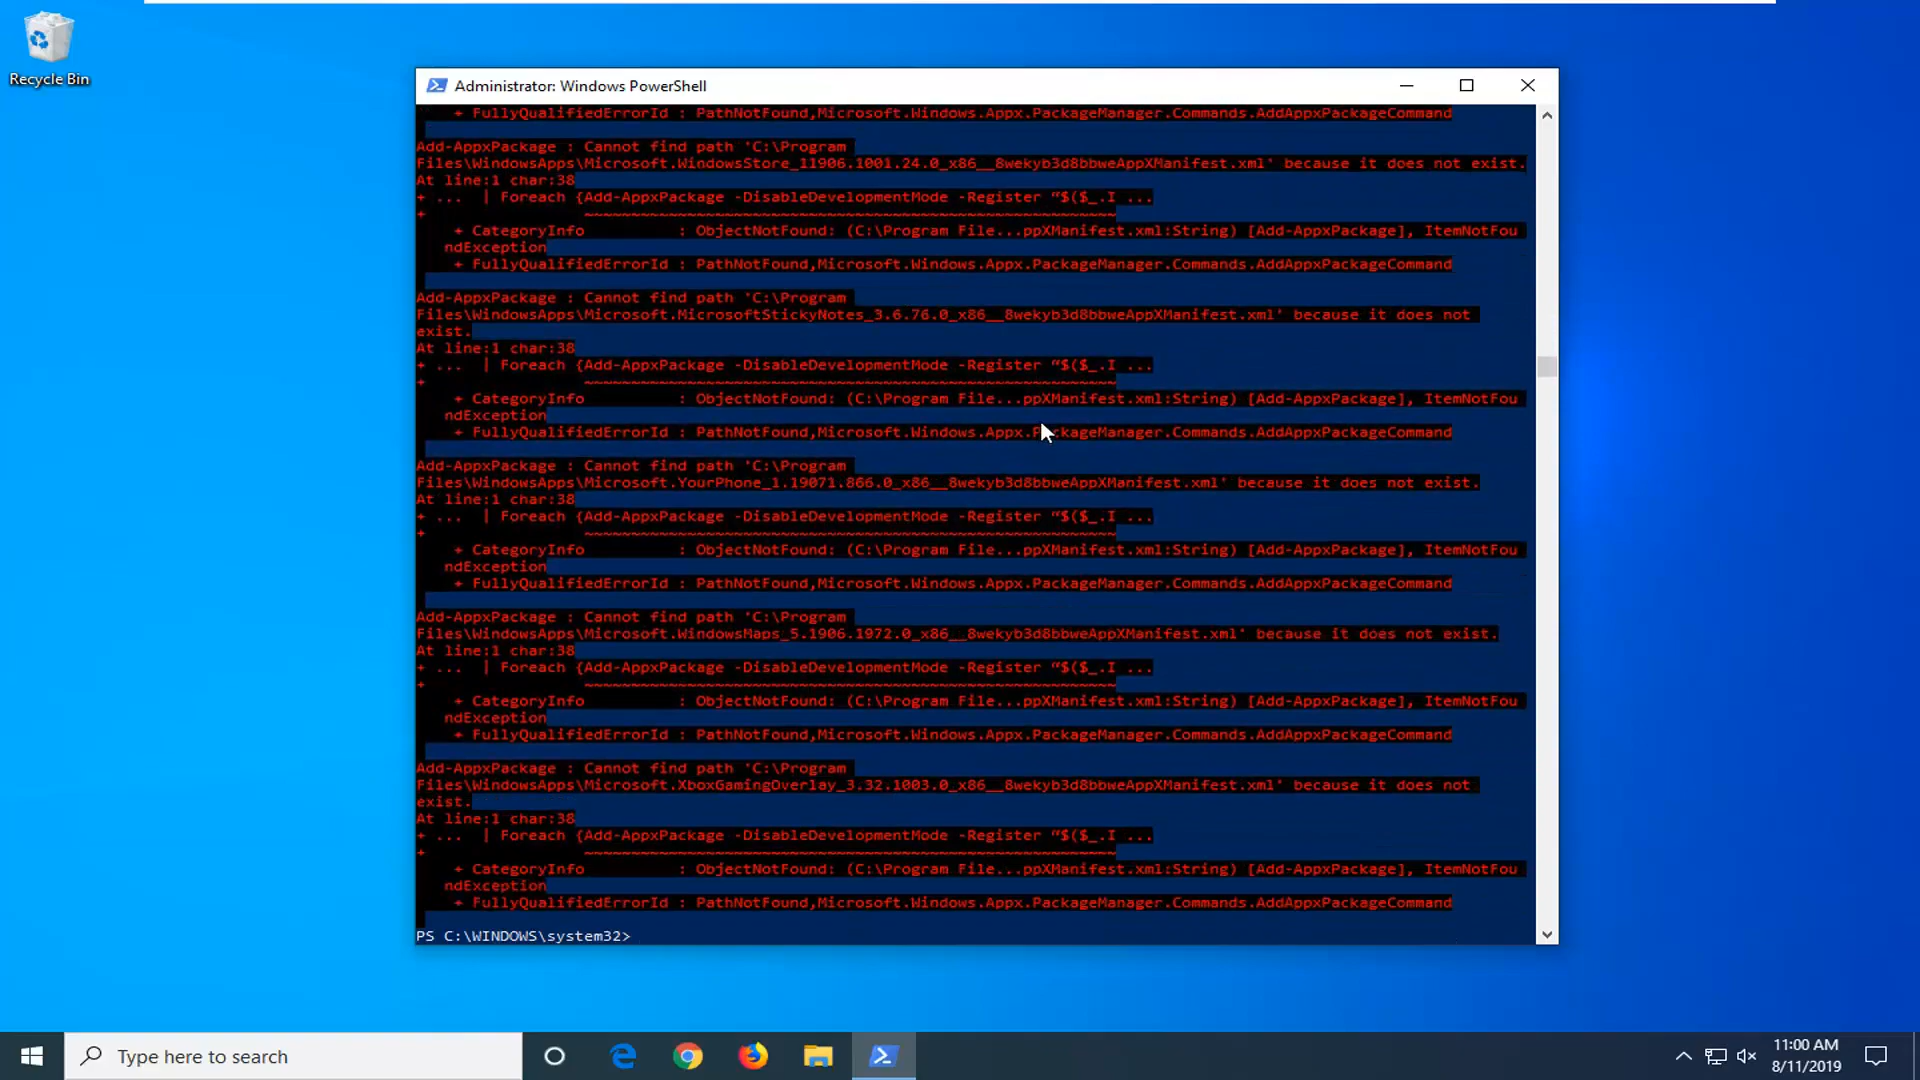 Recycle Bin
Administrator: Windows PowerShell
+ FullyQualifiedErrorId : PathNotFound,Microsoft.Windows.Appx.PackageManager.Commands.AddAppxPackageCommand
Add-AppxPackage : Cannot find path 'C:\Program
Files\WindowsApps\Microsoft.WindowsStore_11906.1001.24.0_x86__8wekyb3d8bbweAppXManifest.xml' because it does not exist.
At line:1 char:38
+ ...  | Foreach {Add-AppxPackage -DisableDevelopmentMode -Register “$($_.I ...
+                 ~~~~~~~~~~~~~~~~~~~~~~~~~~~~~~~~~~~~~~~~~~~~~~~~~~~~~~~~~
+ CategoryInfo          : ObjectNotFound: (C:\Program File...ppXManifest.xml:String) [Add-AppxPackage], ItemNotFou
ndException
+ FullyQualifiedErrorId : PathNotFound,Microsoft.Windows.Appx.PackageManager.Commands.AddAppxPackageCommand
Add-AppxPackage : Cannot find path 'C:\Program
Files\WindowsApps\Microsoft.MicrosoftStickyNotes_3.6.76.0_x86__8wekyb3d8bbweAppXManifest.xml' because it does not
exist.
At line:1 char:38
+ ...  | Foreach {Add-AppxPackage -DisableDevelopmentMode -Register “$($_.I ...
+                 ~~~~~~~~~~~~~~~~~~~~~~~~~~~~~~~~~~~~~~~~~~~~~~~~~~~~~~~~~
+ CategoryInfo          : ObjectNotFound: (C:\Program File...ppXManifest.xml:String) [Add-AppxPackage], ItemNotFou
ndException
+ FullyQualifiedErrorId : PathNotFound,Microsoft.Windows.Appx.PackageManager.Commands.AddAppxPackageCommand
Add-AppxPackage : Cannot find path 'C:\Program
Files\WindowsApps\Microsoft.YourPhone_1.19071.866.0_x86__8wekyb3d8bbweAppXManifest.xml' because it does not exist.
At line:1 char:38
+ ...  | Foreach {Add-AppxPackage -DisableDevelopmentMode -Register “$($_.I ...
+                 ~~~~~~~~~~~~~~~~~~~~~~~~~~~~~~~~~~~~~~~~~~~~~~~~~~~~~~~~~
+ CategoryInfo          : ObjectNotFound: (C:\Program File...ppXManifest.xml:String) [Add-AppxPackage], ItemNotFou
ndException
+ FullyQualifiedErrorId : PathNotFound,Microsoft.Windows.Appx.PackageManager.Commands.AddAppxPackageCommand
Add-AppxPackage : Cannot find path 'C:\Program
Files\WindowsApps\Microsoft.WindowsMaps_5.1906.1972.0_x86__8wekyb3d8bbweAppXManifest.xml' because it does not exist.
At line:1 char:38
+ ...  | Foreach {Add-AppxPackage -DisableDevelopmentMode -Register “$($_.I ...
+                 ~~~~~~~~~~~~~~~~~~~~~~~~~~~~~~~~~~~~~~~~~~~~~~~~~~~~~~~~~
+ CategoryInfo          : ObjectNotFound: (C:\Program File...ppXManifest.xml:String) [Add-AppxPackage], ItemNotFou
ndException
+ FullyQualifiedErrorId : PathNotFound,Microsoft.Windows.Appx.PackageManager.Commands.AddAppxPackageCommand
Add-AppxPackage : Cannot find path 'C:\Program
Files\WindowsApps\Microsoft.XboxGamingOverlay_3.32.1003.0_x86__8wekyb3d8bbweAppXManifest.xml' because it does not
exist.
At line:1 char:38
+ ...  | Foreach {Add-AppxPackage -DisableDevelopmentMode -Register “$($_.I ...
+                 ~~~~~~~~~~~~~~~~~~~~~~~~~~~~~~~~~~~~~~~~~~~~~~~~~~~~~~~~~
+ CategoryInfo          : ObjectNotFound: (C:\Program File...ppXManifest.xml:String) [Add-AppxPackage], ItemNotFou
ndException
+ FullyQualifiedErrorId : PathNotFound,Microsoft.Windows.Appx.PackageManager.Commands.AddAppxPackageCommand
PS C:\WINDOWS\system32>
Type here to search
11:00 AM
8/11/2019